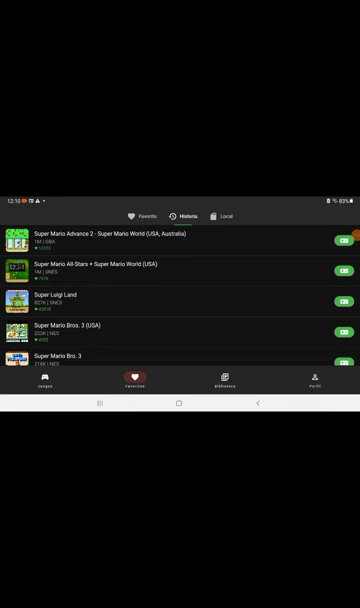 12:10
83%
Favorito
Historia
Local
Super Mario Advance 2 - Super Mario World (USA, Australia)
1M | GBA
Super Mario All-Stars + Super Mario World (USA)
1M | SNES
Super Luigi Land
827K | SNES
Super Mario Bros. 3 (USA)
222K | NES
Super Mario Bro. 3
216K | NES
Juegos
Favoritos
Biblioteca
Perfil